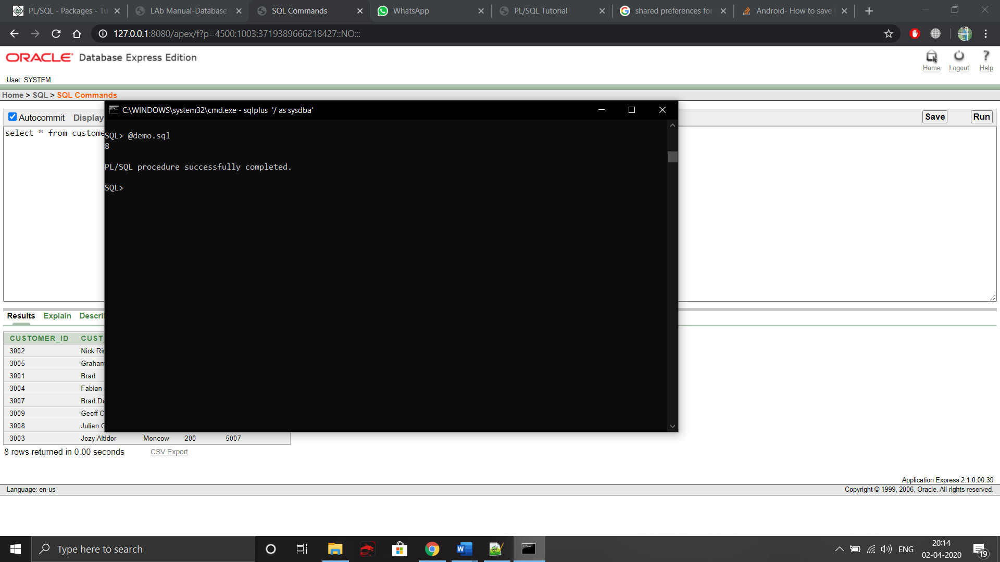 PL/SQL - Packages - Tu
LAb Manual-Database
SQL Commands
WhatsApp
PL/SQL Tutorial
shared preferences for
Android- How to save
127.0.0.1:8080/apex/f?p=4500:1003:3719389666218427::NO:::
ORACLE Database Express Edition
Home
Logout
Help
User: SYSTEM
Home > SQL > SQL Commands
C:\WINDOWS\system32\cmd.exe - sqlplus '/ as sysdba'
Autocommit Display
Save
Run
select * from custome
SQL> @demo.sql
8
PL/SQL procedure successfully completed.
SQL>
Results Explain Descri
CUSTOMER_ID CUST_
3002 Nick Ri
3005 Graham
3001 Brad
3004 Fabian
3007 Brad Da
3009 Geoff C
3008 Julian G
3003 Jozy Altidor Moncow 200 5007
8 rows returned in 0.00 seconds CSV Export
Application Express 2.1.0.00.39
Language: en-us
Copyright © 1999, 2006, Oracle. All rights reserved.
Type here to search
ENG
20:14
02-04-2020
19